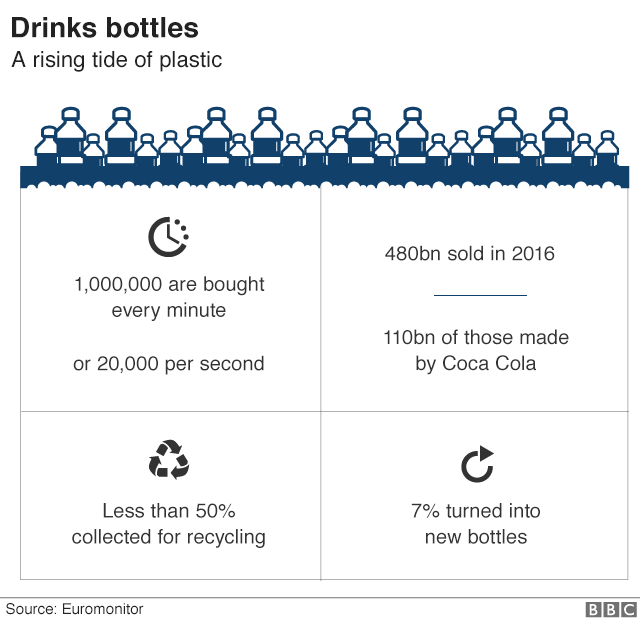 Drinks bottles
A rising tide of plastic
1,000,000 are bought
every minute
or 20,000 per second
480bn sold in 2016
110bn of those made
by Coca Cola
Less than 50%
collected for recycling
7% turned into
new bottles
Source: Euromonitor
BBC